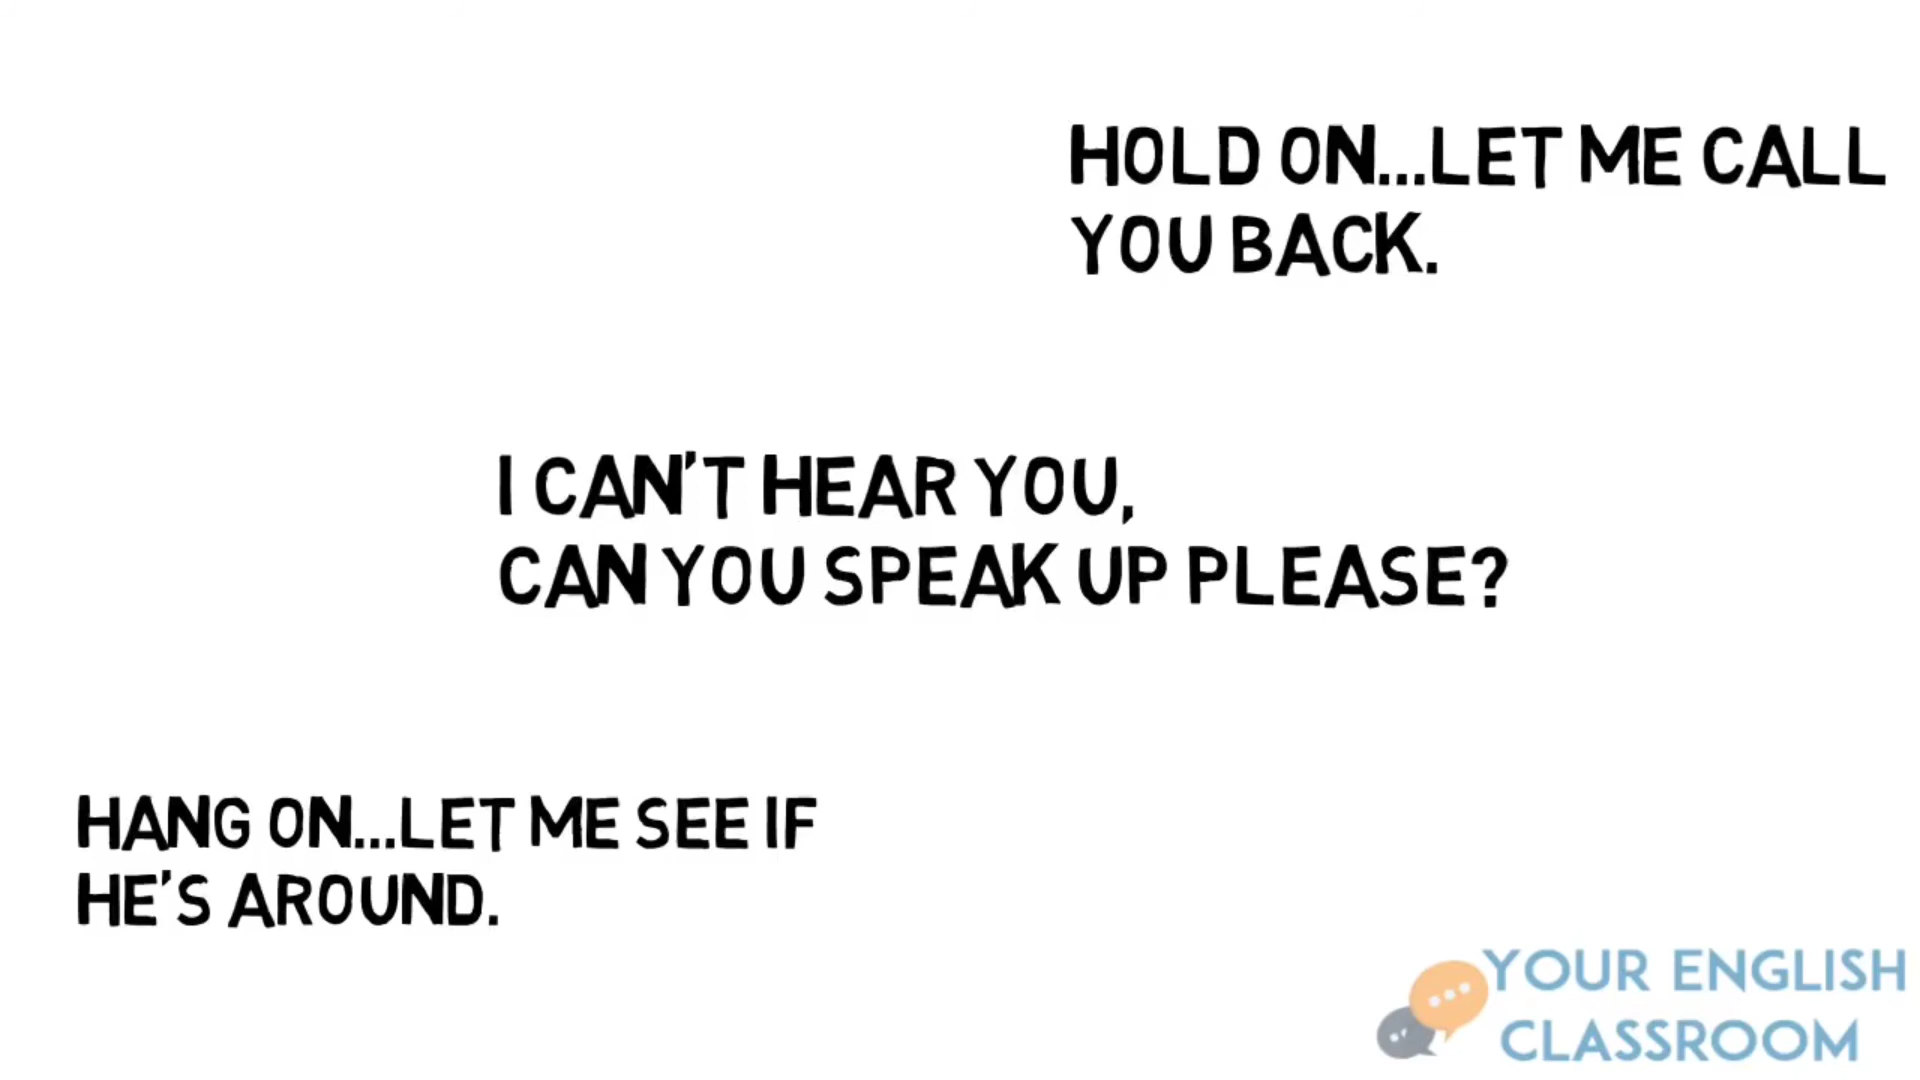 HOLD ON...LET ME CALL
YOU BACK.
I CAN'T HEAR YOU,
CAN YOU SPEAK UP PLEASE?
HANG ON...LET ME SEE IF
HE'S AROUND.
YOUR ENGLISH
CLASSROOM